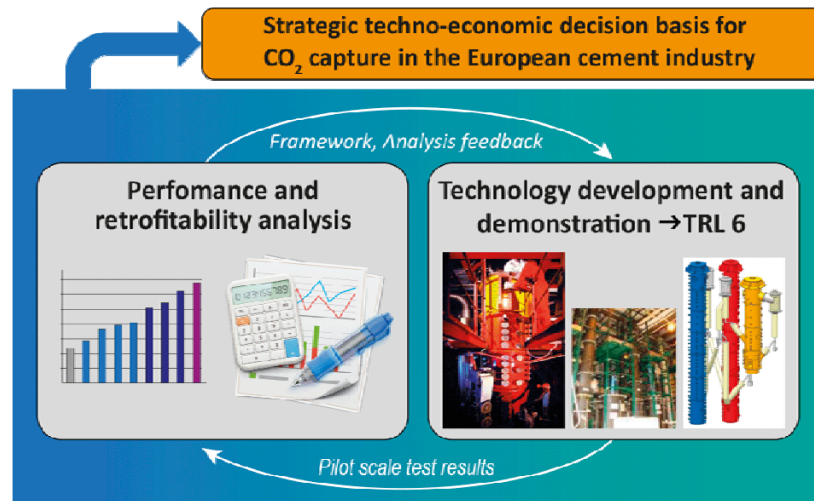 Strategic techno-economic decision basis for
CO₂ capture in the European cement industry
Framework, Analysis feedback
Perfomance and
retrofitability analysis
Technology development and
demonstration →TRL 6
0123456789
Pilot scale test results